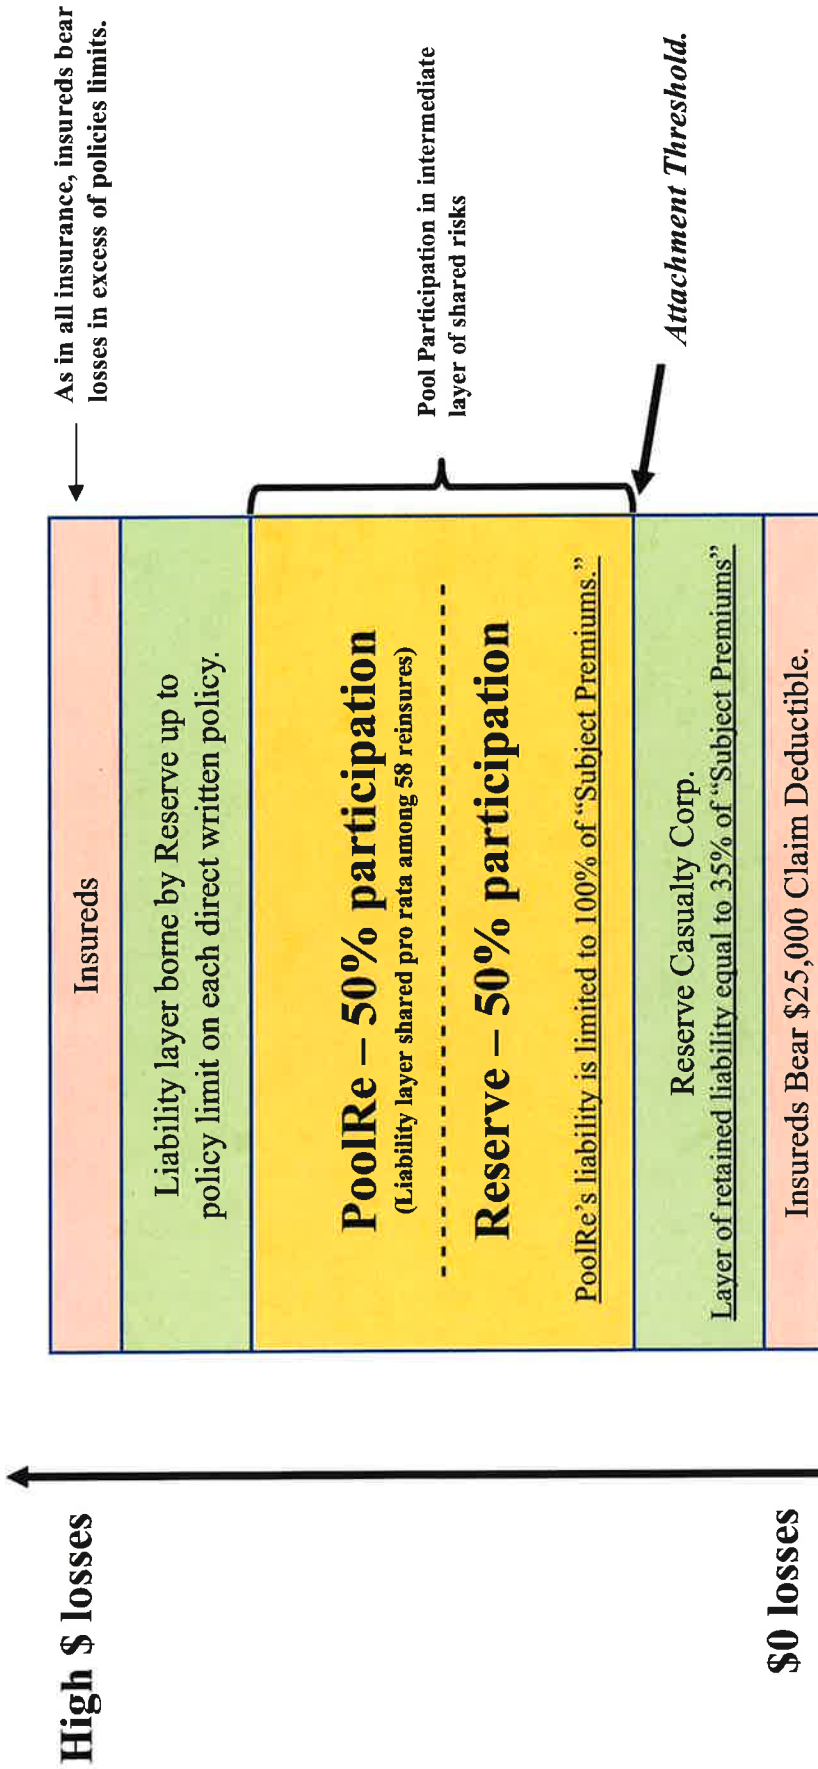 High $ losses
$0 losses
Insureds
Liability layer borne by Reserve up to
policy limit on each direct written policy.
PoolRe – 50% participation
(Liability layer shared pro rata among 58 reinsures)
Reserve – 50% participation
PoolRe’s liability is limited to 100% of “Subject Premiums.”
Reserve Casualty Corp.
Layer of retained liability equal to 35% of “Subject Premiums”
Insureds Bear $25,000 Claim Deductible.
As in all insurance, insureds bear
losses in excess of policies limits.
Pool Participation in intermediate
layer of shared risks
Attachment Threshold.